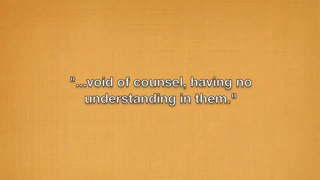 "...void of counsel, having no
understanding in them."